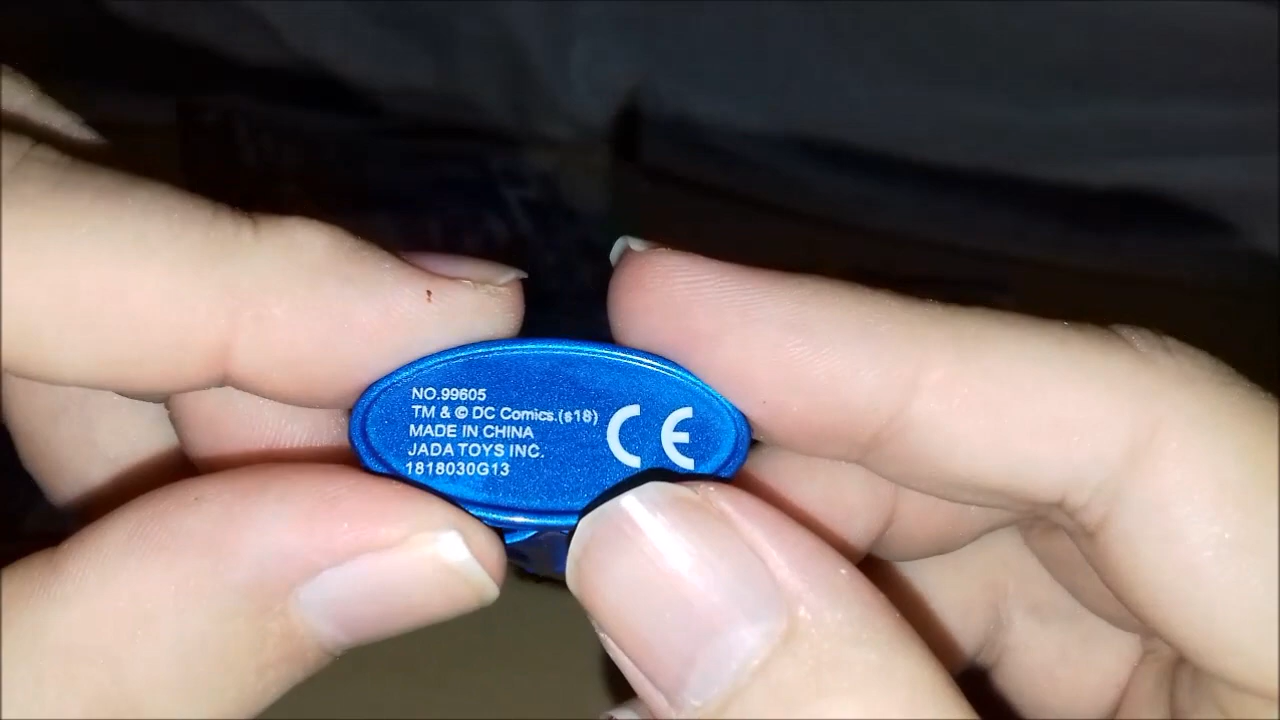 NO.99605
TM & © DC Comics.(s18)
MADE IN CHINA
JADA TOYS INC.
1818030G13
CE